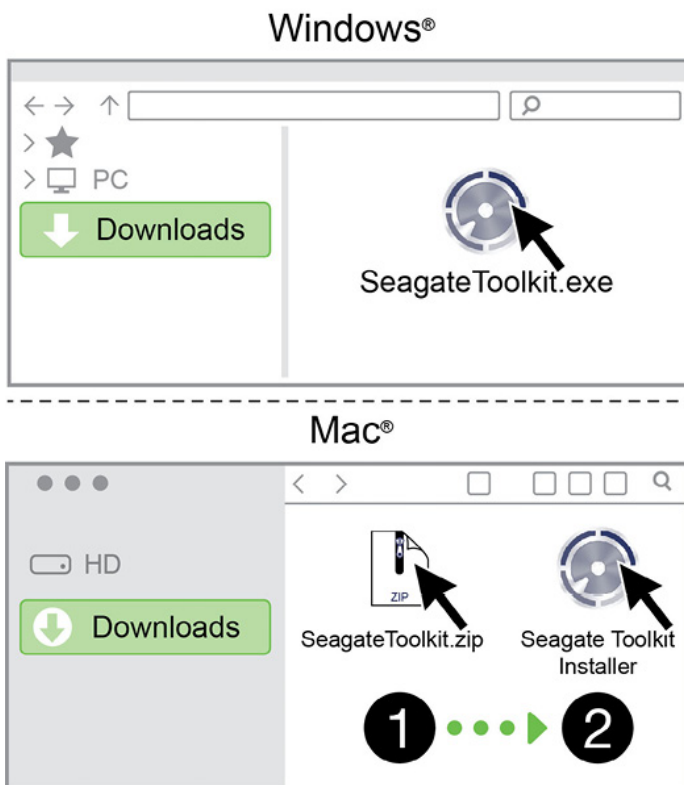 Windows®
PC
Downloads
SeagateToolkit.exe
Mac®
HD
Downloads
ZIP
SeagateToolkit.zip
Seagate Toolkit
Installer
1
2